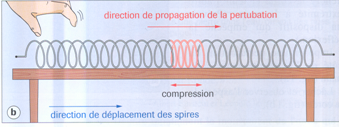 direction de propagation de la pertubation
compression
b
direction de déplacement des spires